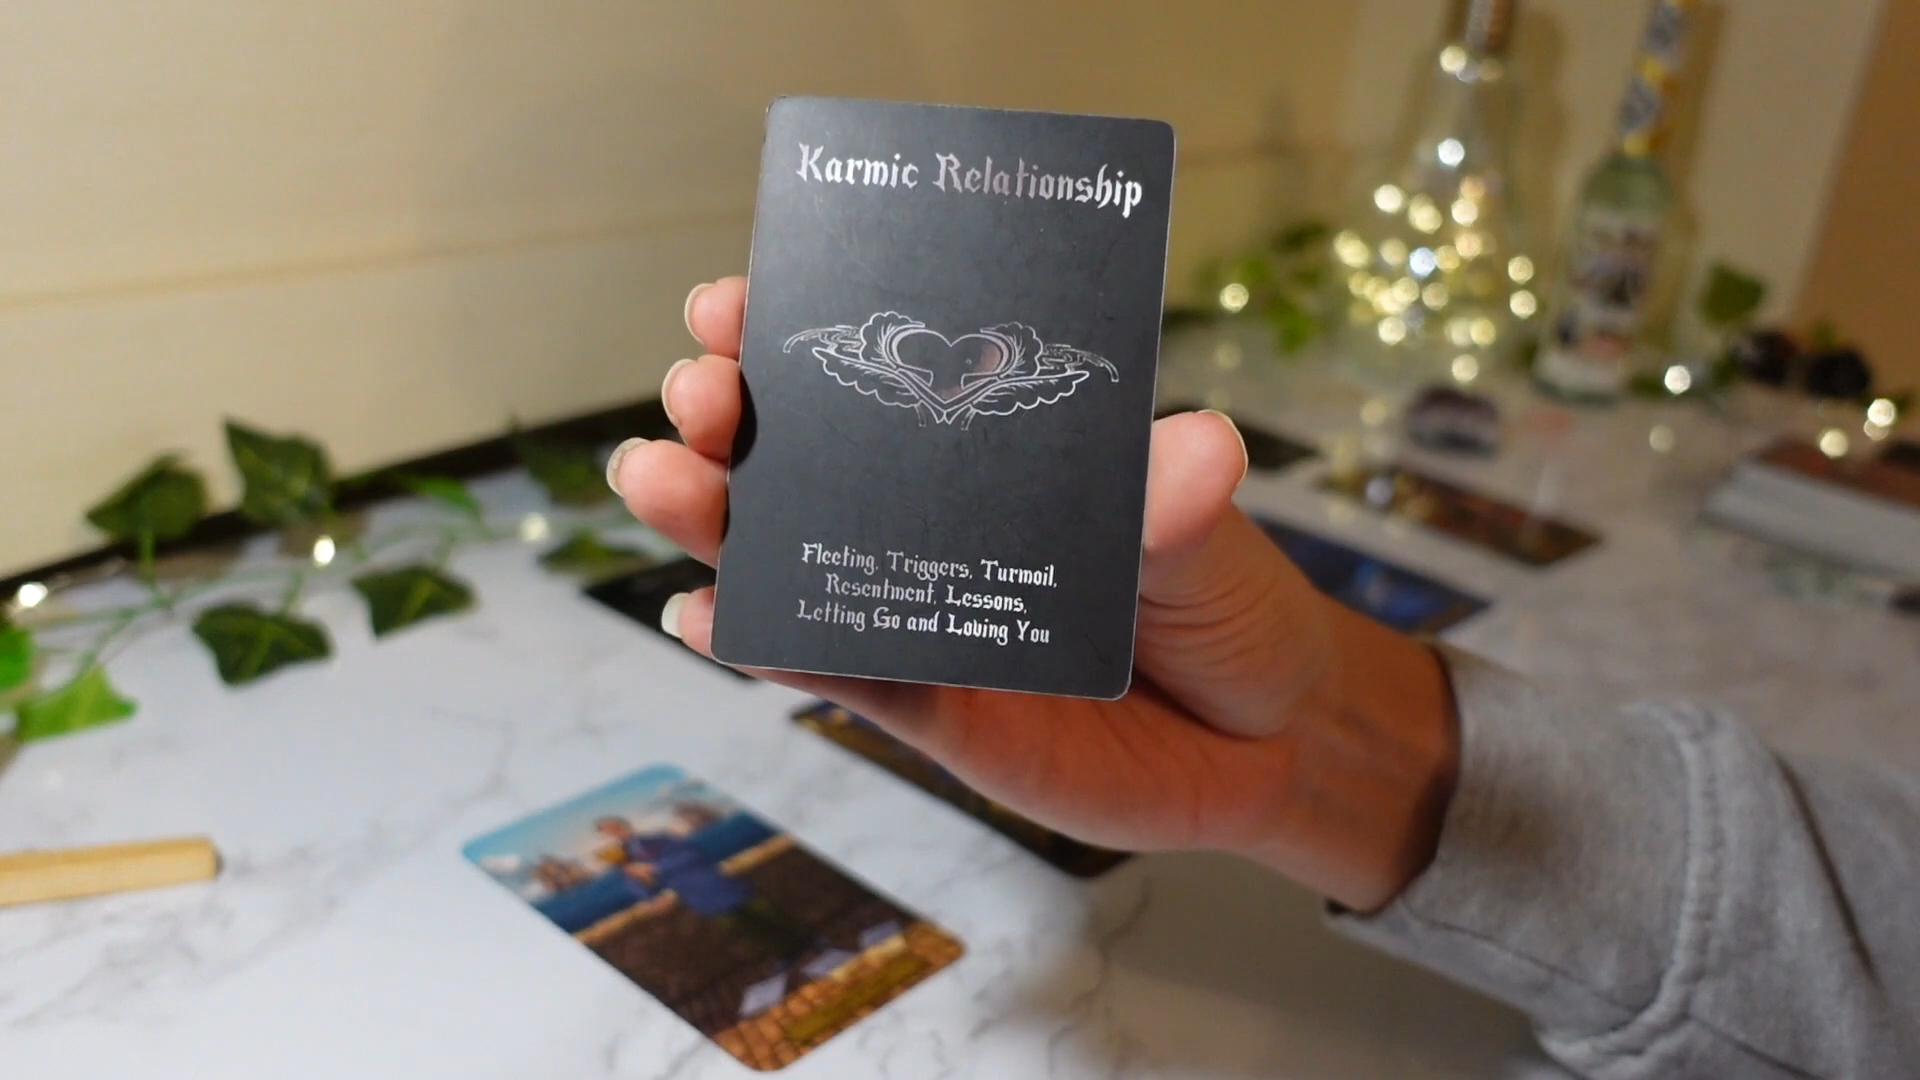 Karmic Relationship
Fleeting, Triggers, Turmoil,
Resentment, Lessons,
Letting Go and Loving You